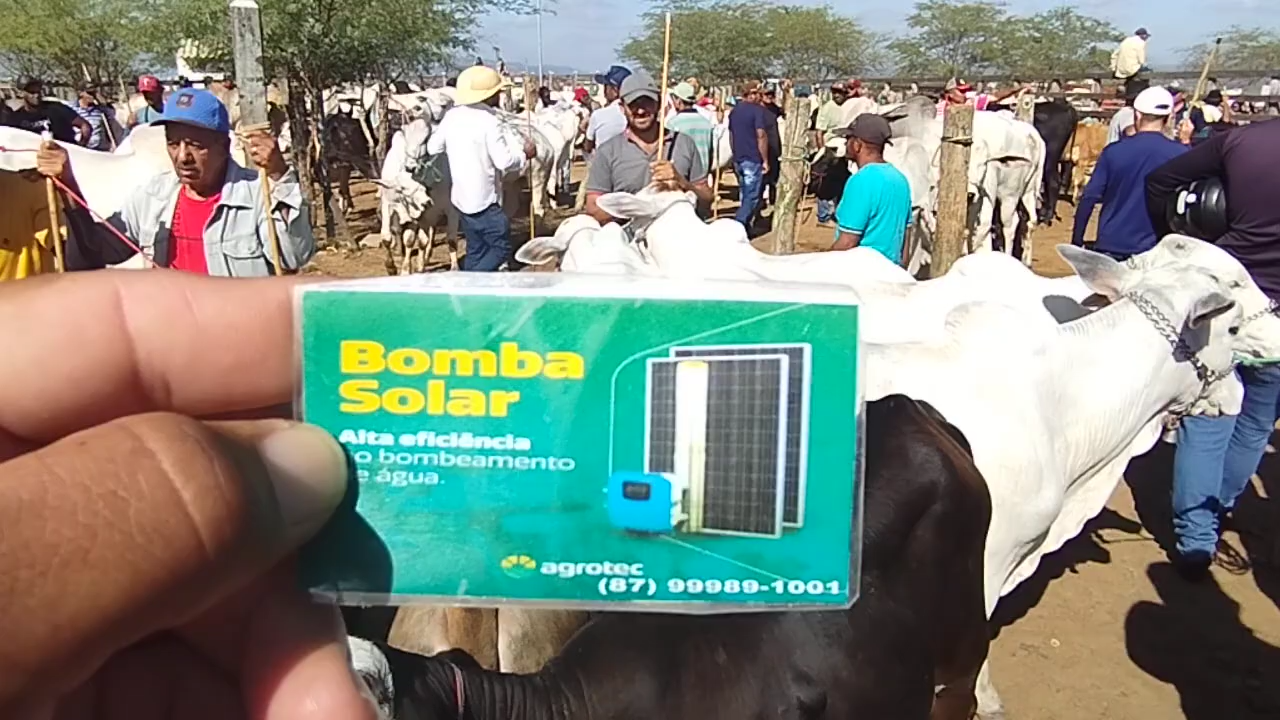 Bomba
Solar
Alta eficiência
o bombeamento
e água.
agrotec
(87) 99989-1001